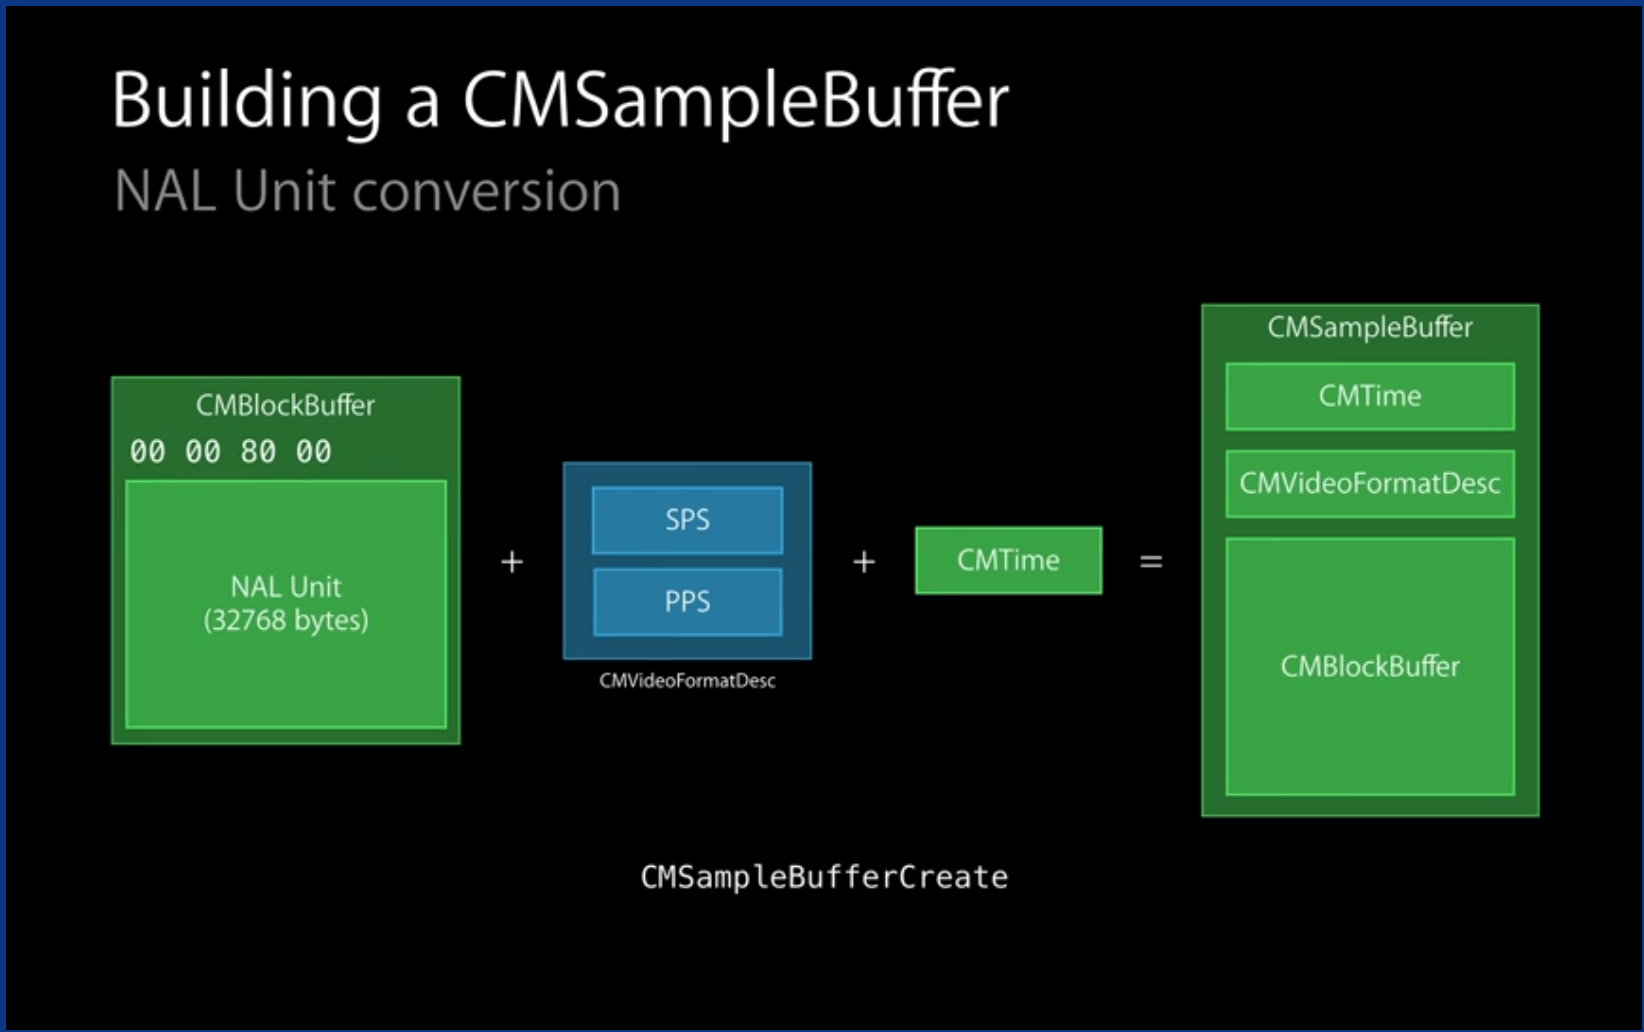 Building a CMSampleBuffer
NAL Unit conversion
CMBlockBuffer
00 00 80 00
NAL Unit
(32768 bytes)
+
SPS
PPS
CMVideoFormatDesc
+
CMTime
=
CMSampleBuffer
CMTime
CMVideoFormatDesc
CMBlockBuffer
CMSampleBufferCreate